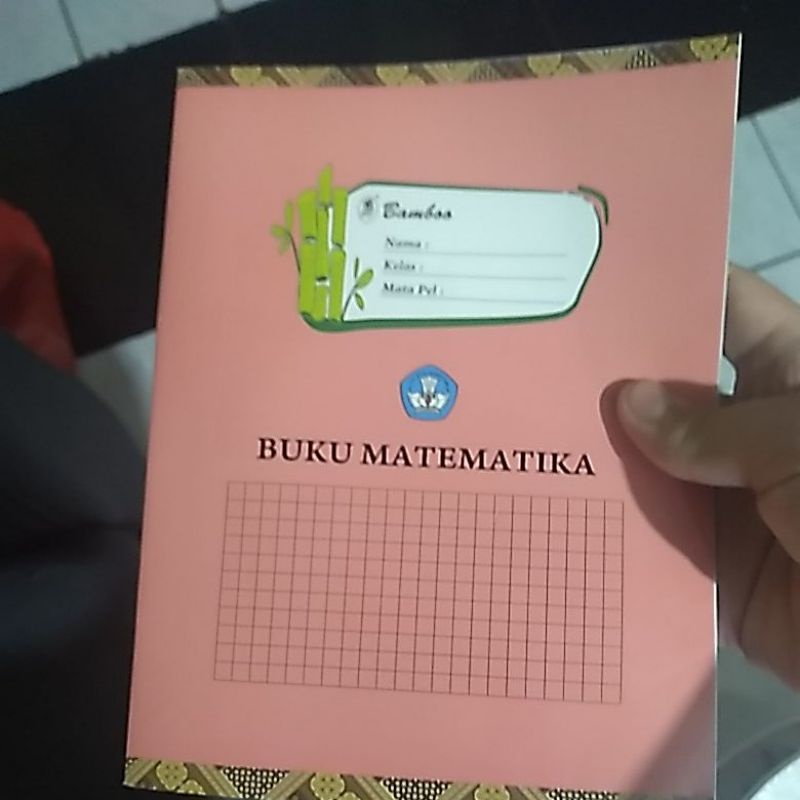 Bamboo
Nama :
Kelas :
Mata Pel :
BUKU MATEMATIKA